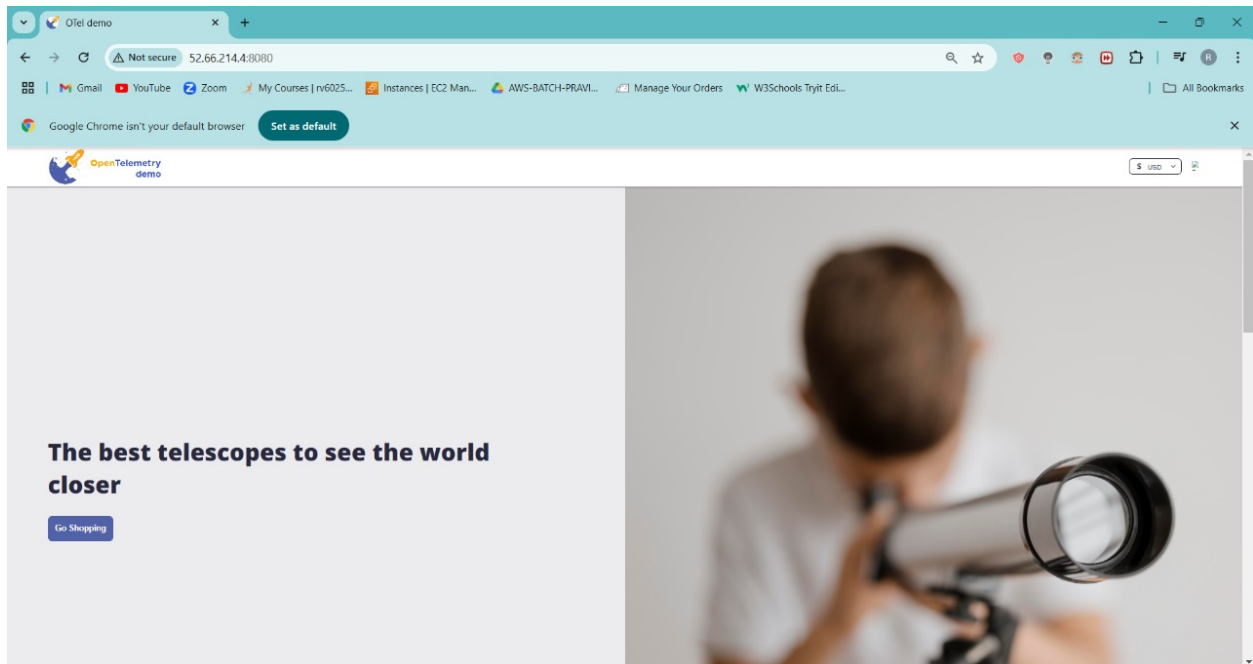 OTel demo
Not secure 52.66.214.4:8080
Gmail YouTube Zoom My Courses | rv6025... Instances | EC2 Man... AWS-BATCH-PRAVI... Manage Your Orders W3Schools Tryit Edi... All Bookmarks
Google Chrome isn't your default browser Set as default
OpenTelemetry
demo
$ USD
The best telescopes to see the world
closer
Go Shopping